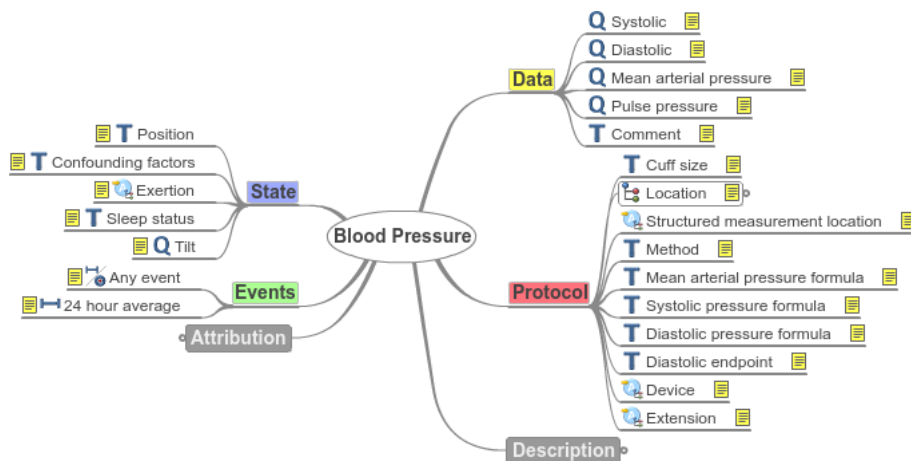 Blood Pressure
Data
Q Systolic
Q Diastolic
Q Mean arterial pressure
Q Pulse pressure
T Comment
Protocol
T Cuff size
Location
Structured measurement location
T Method
T Mean arterial pressure formula
T Systolic pressure formula
T Diastolic pressure formula
T Diastolic endpoint
Device
Extension
Description
State
T Position
T Confounding factors
Exertion
T Sleep status
Q Tilt
Events
Any event
24 hour average
Attribution